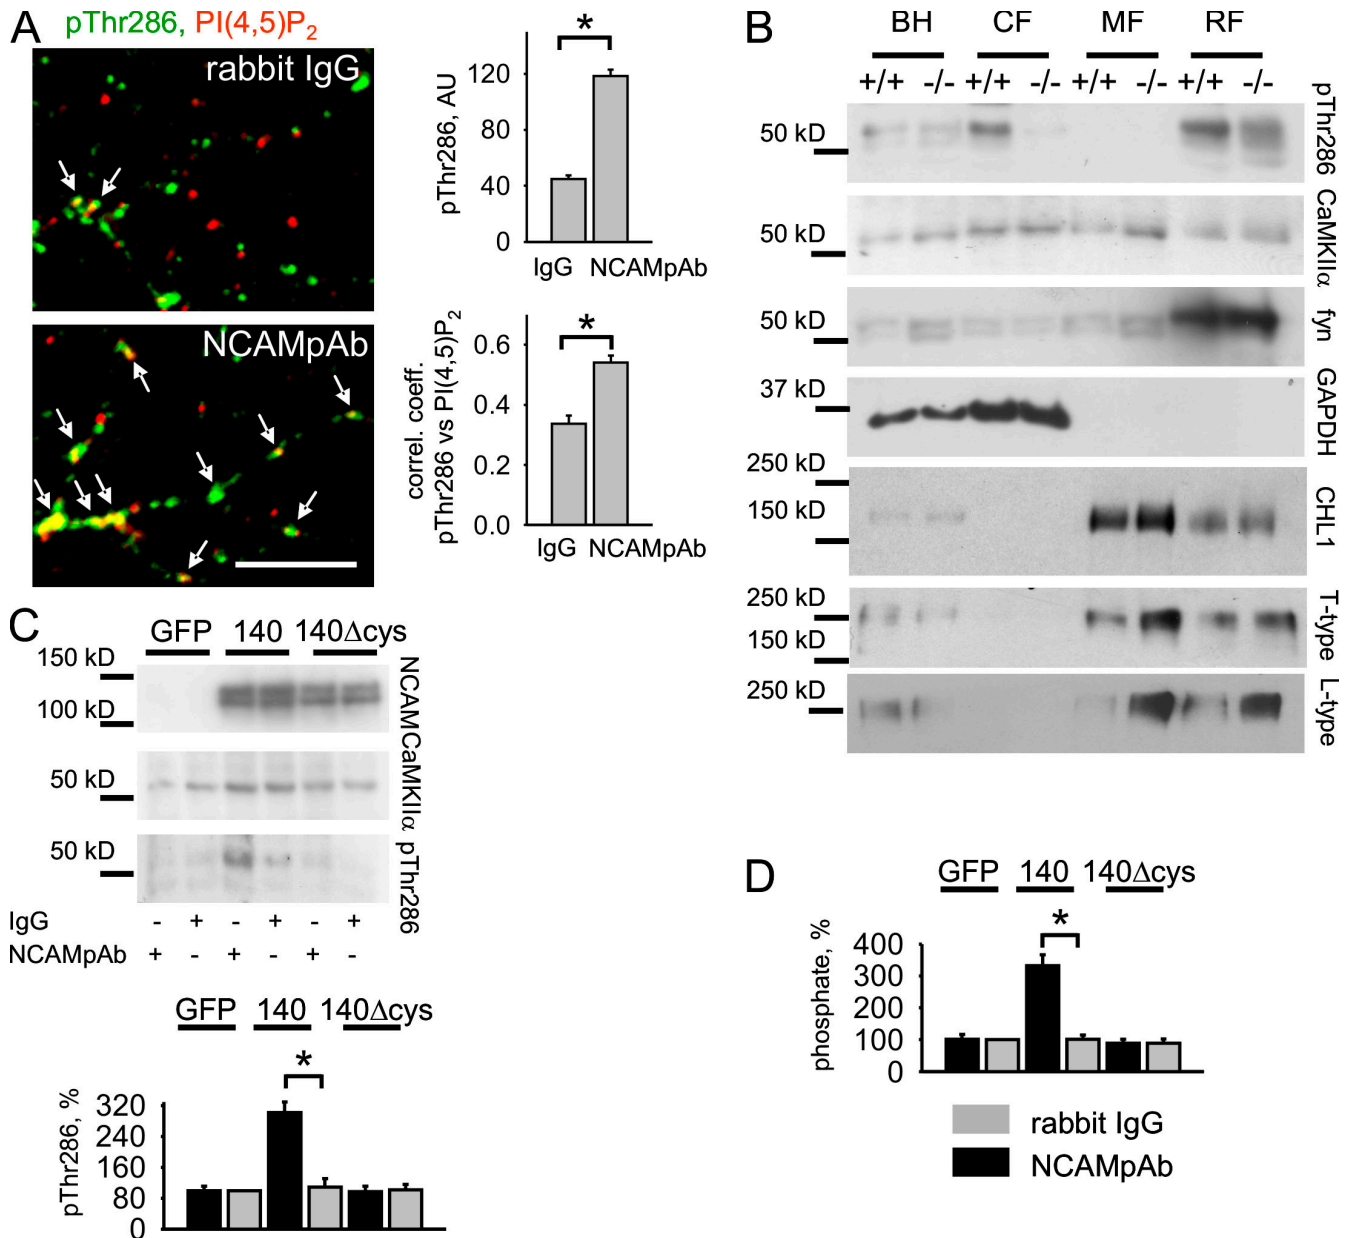 A
pThr286, PI(4,5)P2
rabbit IgG
NCAMpAb
*
pThr286, AU
120
80
40
0
IgG NCAMpAb
*
correl. coeff.
pThr286 vs PI(4,5)P2
0.6
0.4
0.2
0.0
IgG NCAMpAb
B
BH CF MF RF
+/+ -/- +/+ -/- +/+ -/- +/+ -/-
50 kD
pThr286
50 kD
CaMKIIα
50 kD
fyn
37 kD
GAPDH
250 kD
150 kD
CHL1
250 kD
150 kD
T-type
250 kD
L-type
C
GFP 140 140Δcys
150 kD
100 kD
NCAM
50 kD
CaMKIIα
50 kD
pThr286
IgG - + - + - +
NCAMpAb + - + - + -
GFP 140 140Δcys
*
pThr286, %
320
240
160
80
0
D
GFP 140 140Δcys
*
phosphate, %
400
300
200
100
0
rabbit IgG
NCAMpAb